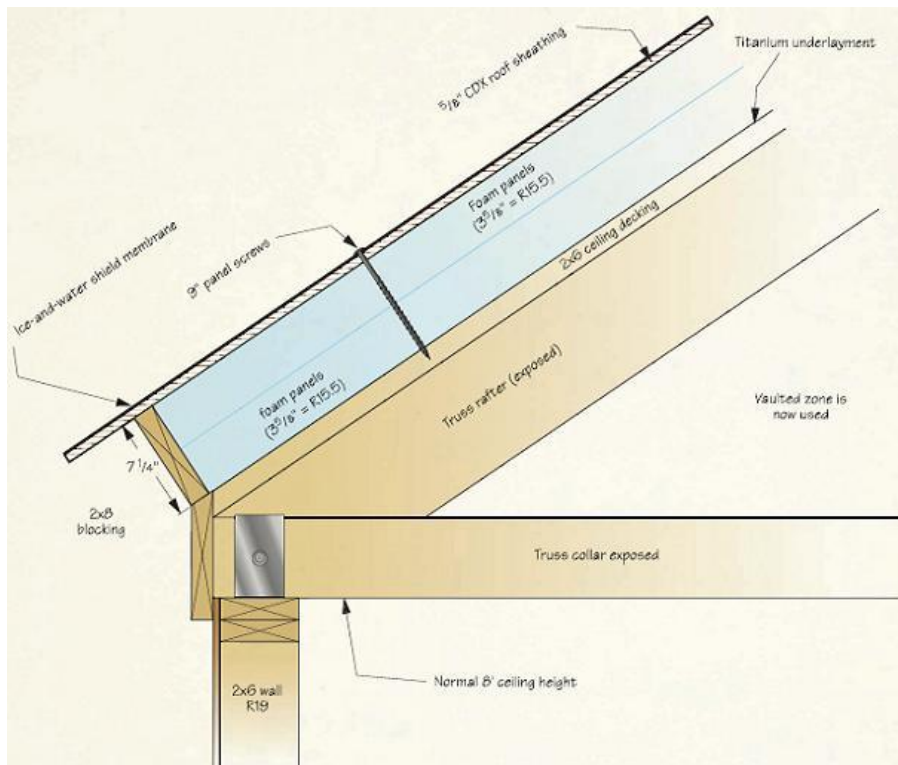 Titanium underlayment
5/8" CDX roof sheathing
Foam panels
(3 5/8" = R15.5)
2x6 ceiling decking
9" panel screws
Ice-and-water shield membrane
foam panels
(3 5/8" = R15.5)
Truss rafter (exposed)
Vaulted zone is
now used
7 1/4"
2x8
blocking
Truss collar exposed
Normal 8' ceiling height
2x6 wall
R19